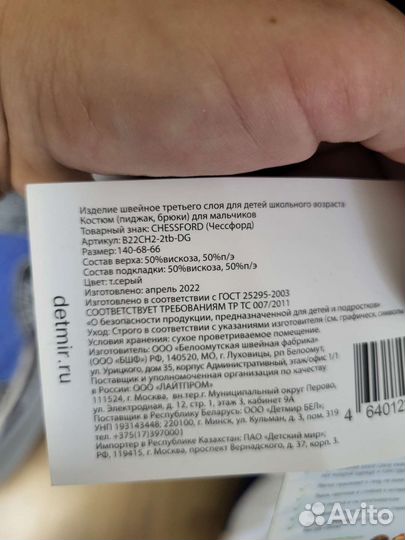 Изделие швейное третьего слоя для детей школьного возраста
Костюм (пиджак, брюки) для мальчиков
Товарный знак: CHESSFORD (Чессфорд)
Артикул: B22CH2-2tb-DG
Размер:140-68-66
Состав верха: 50%вискоза, 50%п/э
Состав подкладки: 50%вискоза, 50%п/э
Цвет:т.серый
Изготовлено: апрель 2022
Изготовлено в соответствии с ГОСТ 25295-2003
СООТВЕТСТВУЕТ ТРЕБОВАНИЯМ ТР ТС 007/2011
«О безопасности продукции, предназначенной для детей и подростков»
Уход: Строго в соответствии с указаниями изготовителя (см. графическ. символы
Условия хранения: сухое проветриваемое помещение.
Изготовитель: ООО «Белоомутская швейная фабрика»
(ООО «БШФ») РФ, 140520, МО, г. Луховицы, рп Белоомут,
ул. Урицкого, дом 35, административный корпус, этаж/офис 1/1
Поставщик и уполномоченная организация по качеству
в России: ООО «ЛАЙТПРОМ»
111524, г. Москва, вн.тер.г. Муниципальный округ Перово,
ул. Электродная, д. 12, стр. 1, этаж 3, кабинет 9А
Поставщик в Республику Беларусь: ООО «Детмир БЕЛ»,
УНП 193143448; 220100, г. Минск, ул. Кульман, д. 3, пом. 319
тел. +375(17)3970001
Импортер в Республике Казахстан: ПАО «Детский мир»
РФ, 119415, г. Москва, проспект Вернадского, д. 37, корп. 3.
detmir.ru
4 64012
Avito